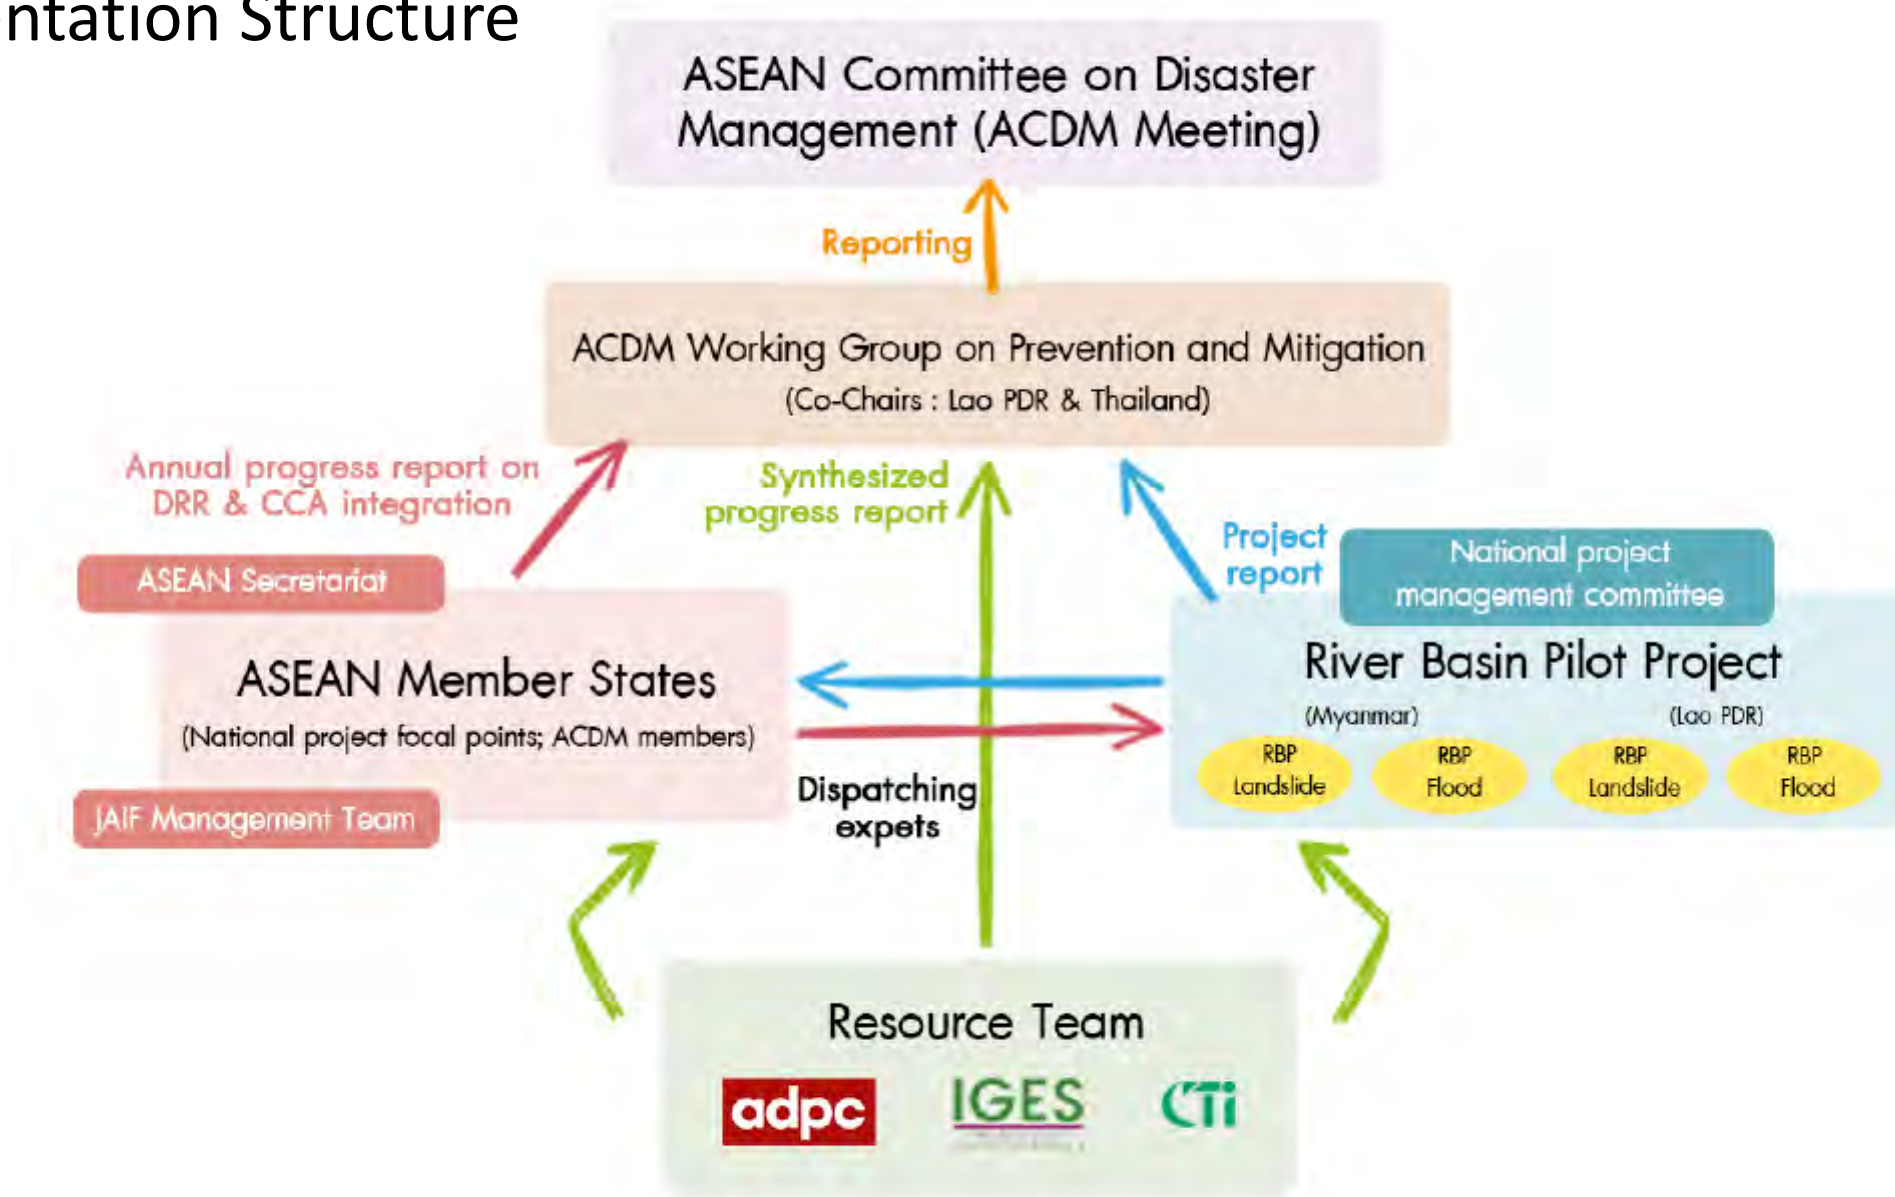 ntation Structure
ASEAN Committee on Disaster
Management (ACDM Meeting)
Reporting
ACDM Working Group on Prevention and Mitigation
(Co-Chairs : Lao PDR & Thailand)
Annual progress report on
DRR & CCA integration
Synthesized
progress report
Project
report
National project
management committee
ASEAN Secretariat
ASEAN Member States
(National project focal points; ACDM members)
JAIF Management Team
River Basin Pilot Project
(Myanmar)
(Lao PDR)
RBP
Landslide
RBP
Flood
RBP
Landslide
RBP
Flood
Dispatching
expets
Resource Team
adpc
IGES
CTi